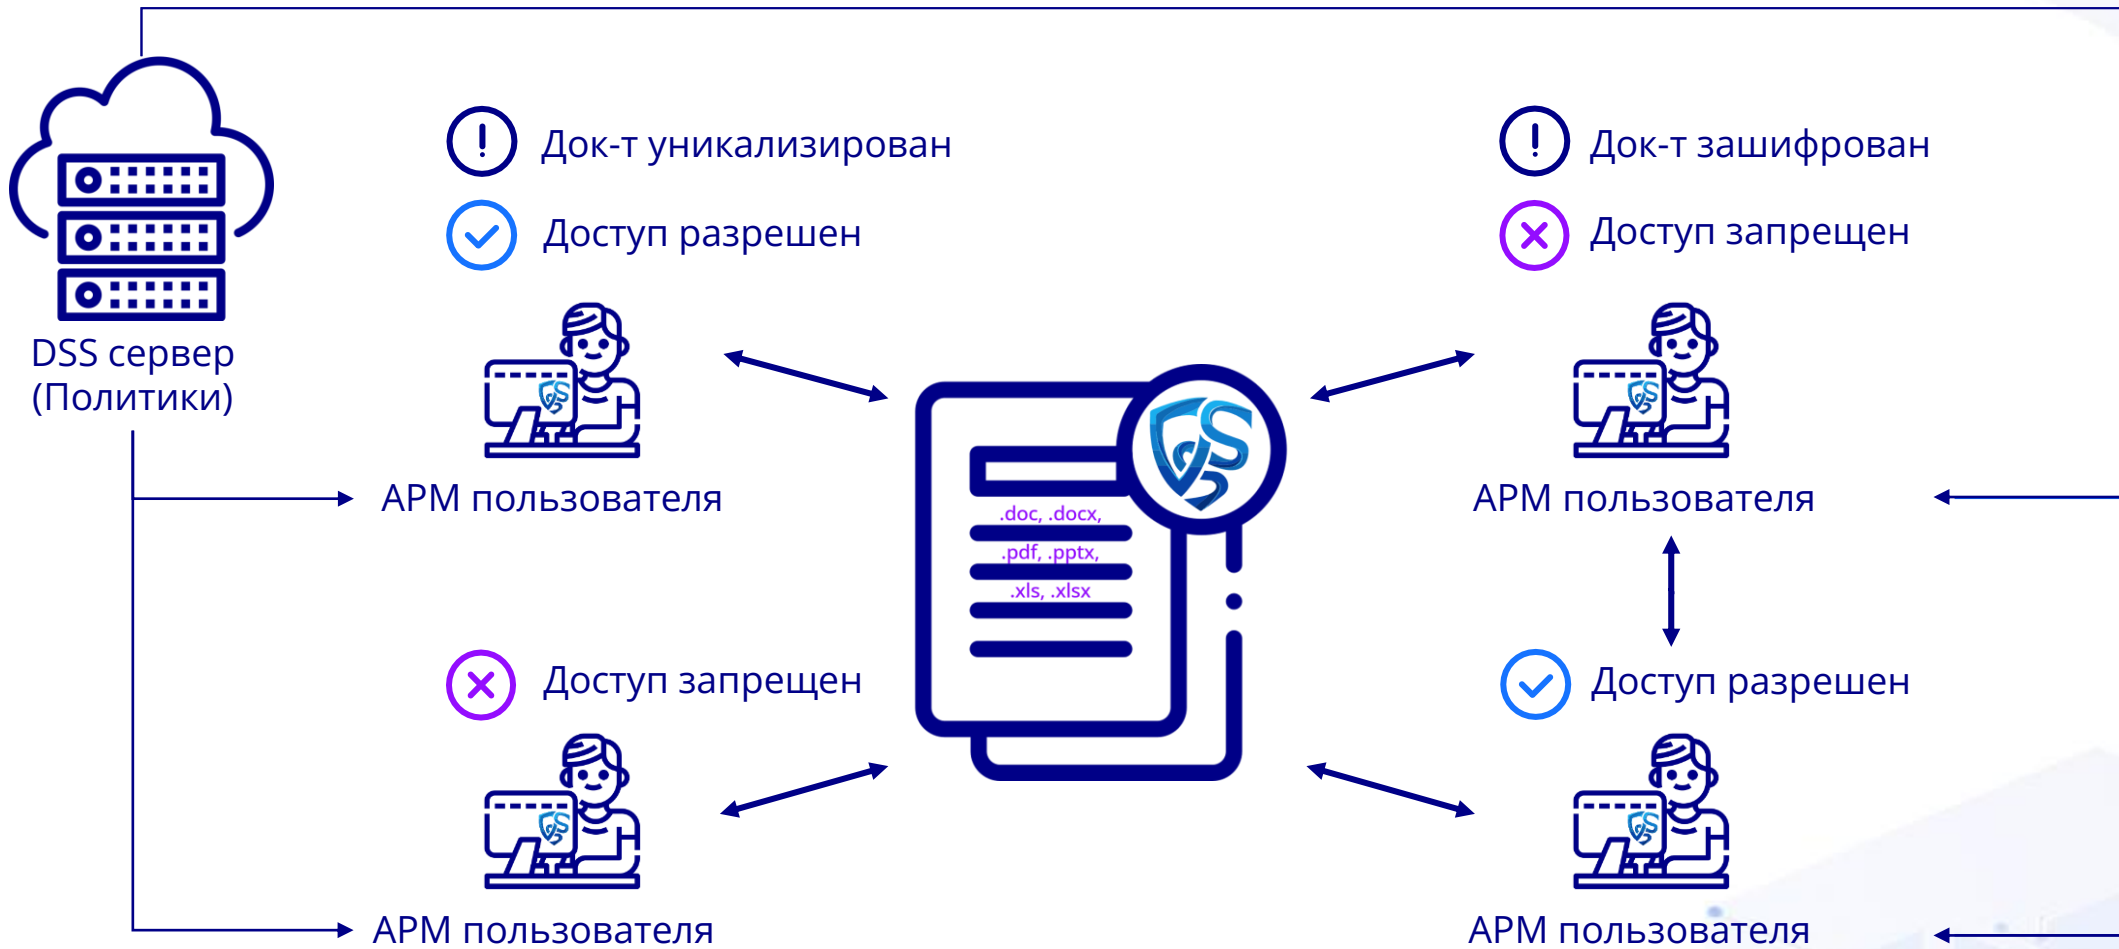 Док-т уникализирован
Док-т зашифрован
Доступ разрешен
Доступ запрещен
DSS сервер
(Политики)
АРМ пользователя
АРМ пользователя
.doc, .docx,
.pdf, .pptx,
.xls, .xlsx
Доступ запрещен
Доступ разрешен
АРМ пользователя
АРМ пользователя